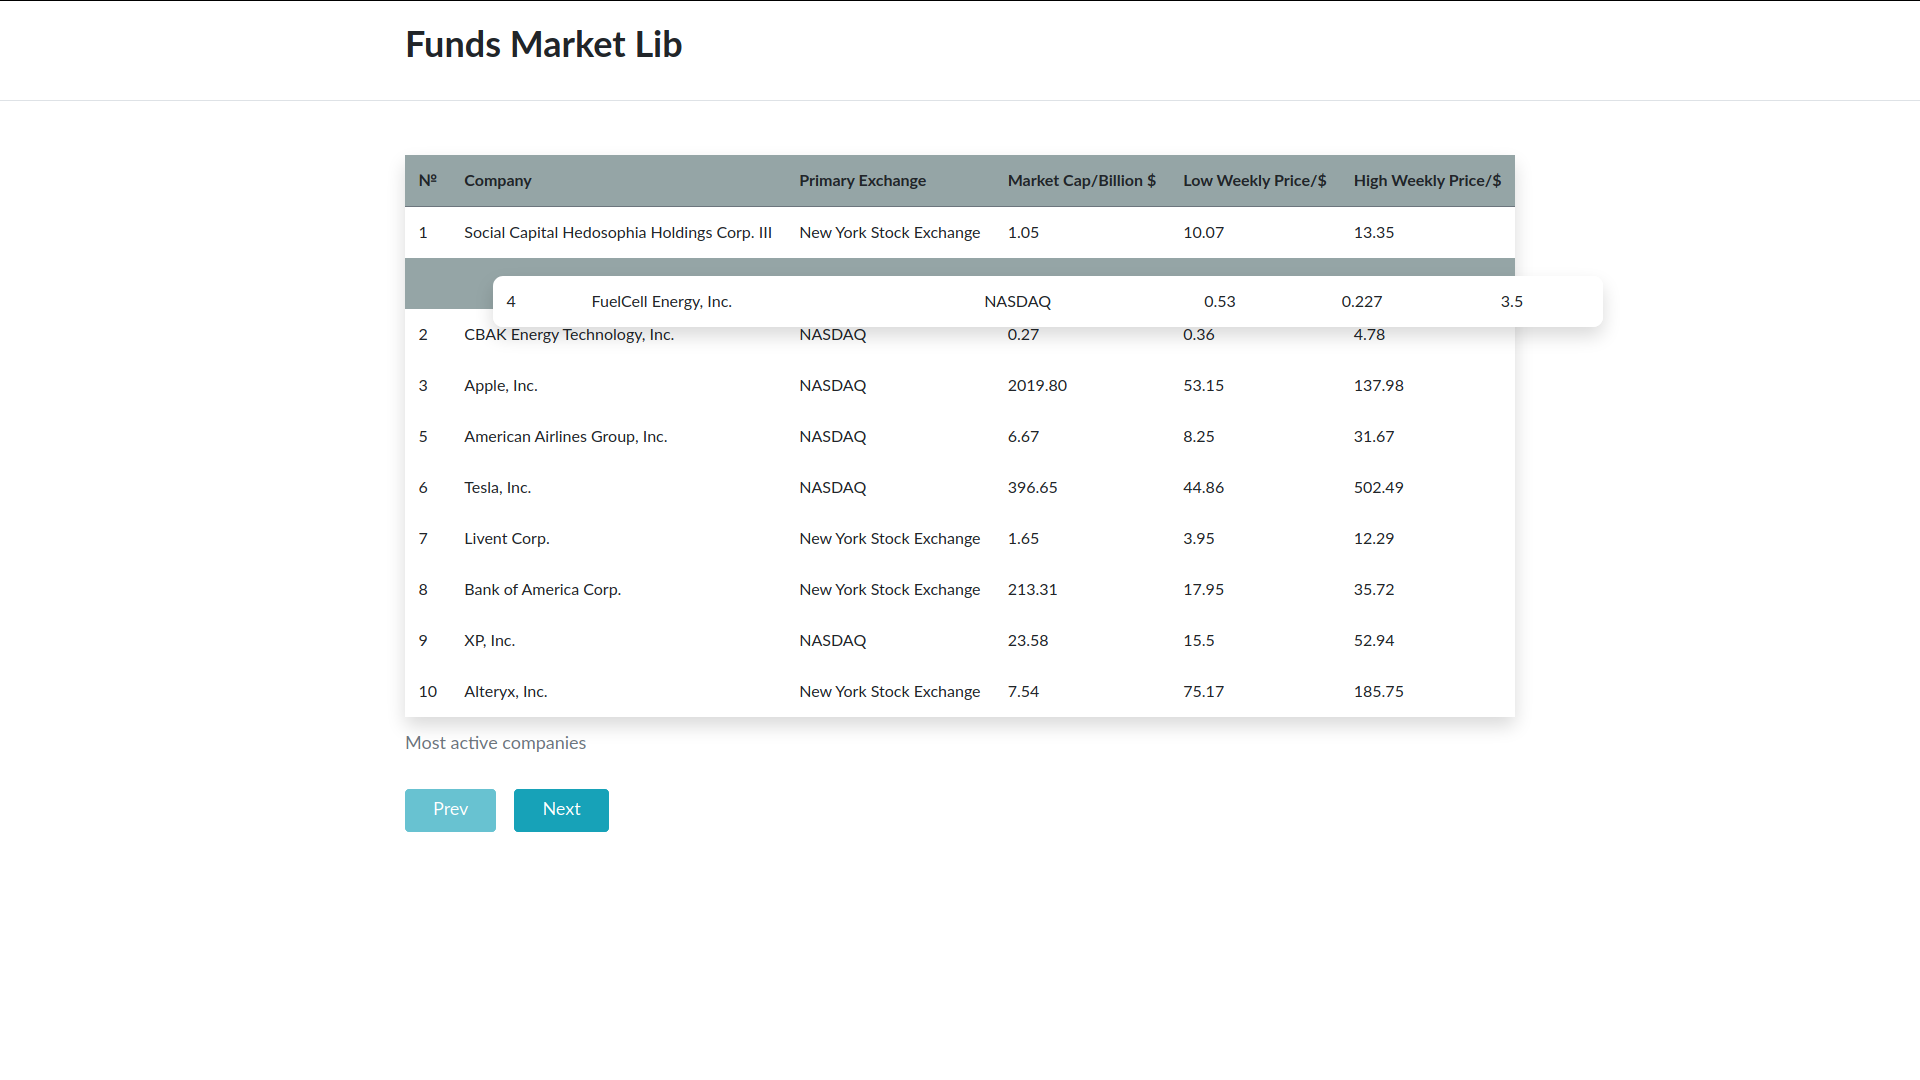 Funds Market Lib
Nº Company Primary Exchange Market Cap/Billion $ Low Weekly Price/$ High Weekly Price/$
1 Social Capital Hedosophia Holdings Corp. III New York Stock Exchange 1.05 10.07 13.35
4 FuelCell Energy, Inc. NASDAQ 0.53 0.227 3.5
2 CBAK Energy Technology, Inc. NASDAQ 0.27 0.36 4.78
3 Apple, Inc. NASDAQ 2019.80 53.15 137.98
5 American Airlines Group, Inc. NASDAQ 6.67 8.25 31.67
6 Tesla, Inc. NASDAQ 396.65 44.86 502.49
7 Livent Corp. New York Stock Exchange 1.65 3.95 12.29
8 Bank of America Corp. New York Stock Exchange 213.31 17.95 35.72
9 XP, Inc. NASDAQ 23.58 15.5 52.94
10 Alteryx, Inc. New York Stock Exchange 7.54 75.17 185.75
Most active companies
Prev Next